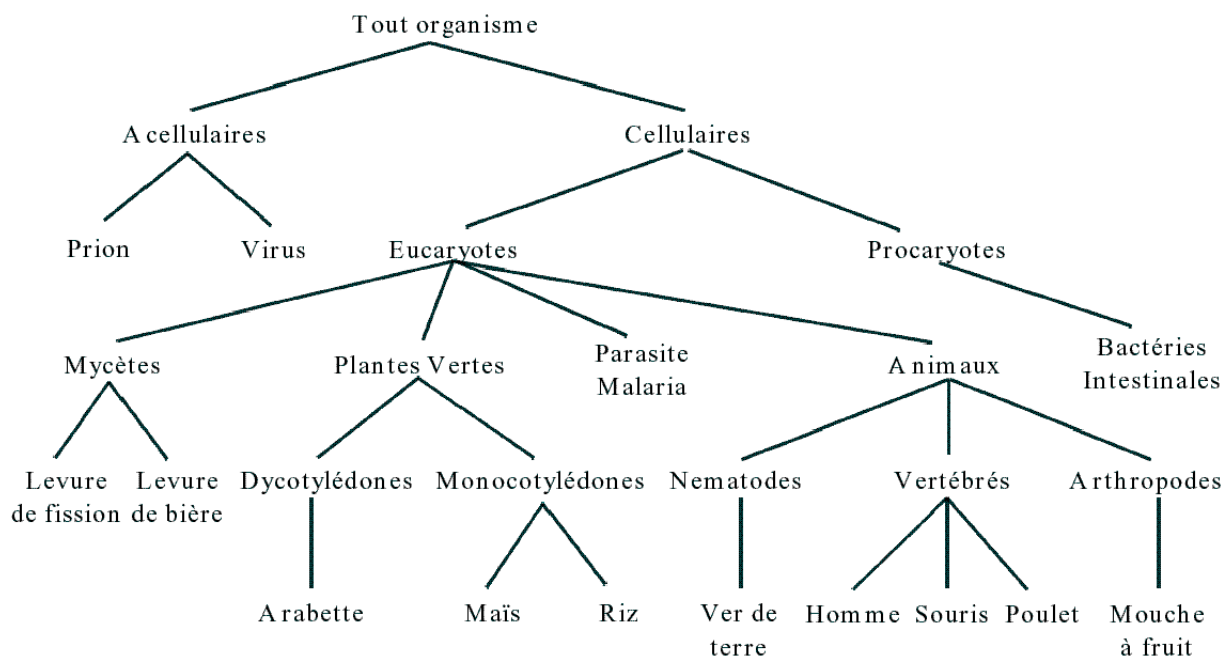 Tout organisme
Acellulaires
Cellulaires
Prion
Virus
Eucaryotes
Procaryotes
Mycètes
Plantes Vertes
Parasite
Malaria
Animaux
Bactéries
Intestinales
Levure
de fission
Levure
de bière
Dycotylédones
Monocotylédones
Nematodes
Vertébrés
Arthropodes
Arabette
Maïs
Riz
Ver de
terre
Homme
Souris
Poulet
Mouche
à fruit